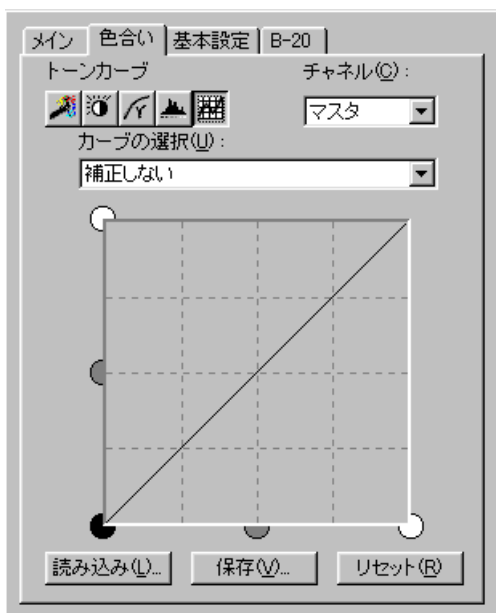 メイン 色合い 基本設定 B-20
トーンカーブ チャネル(C):
マスタ
カーブの選択(U):
補正しない
読み込み(L)... 保存(V)... リセット(R)